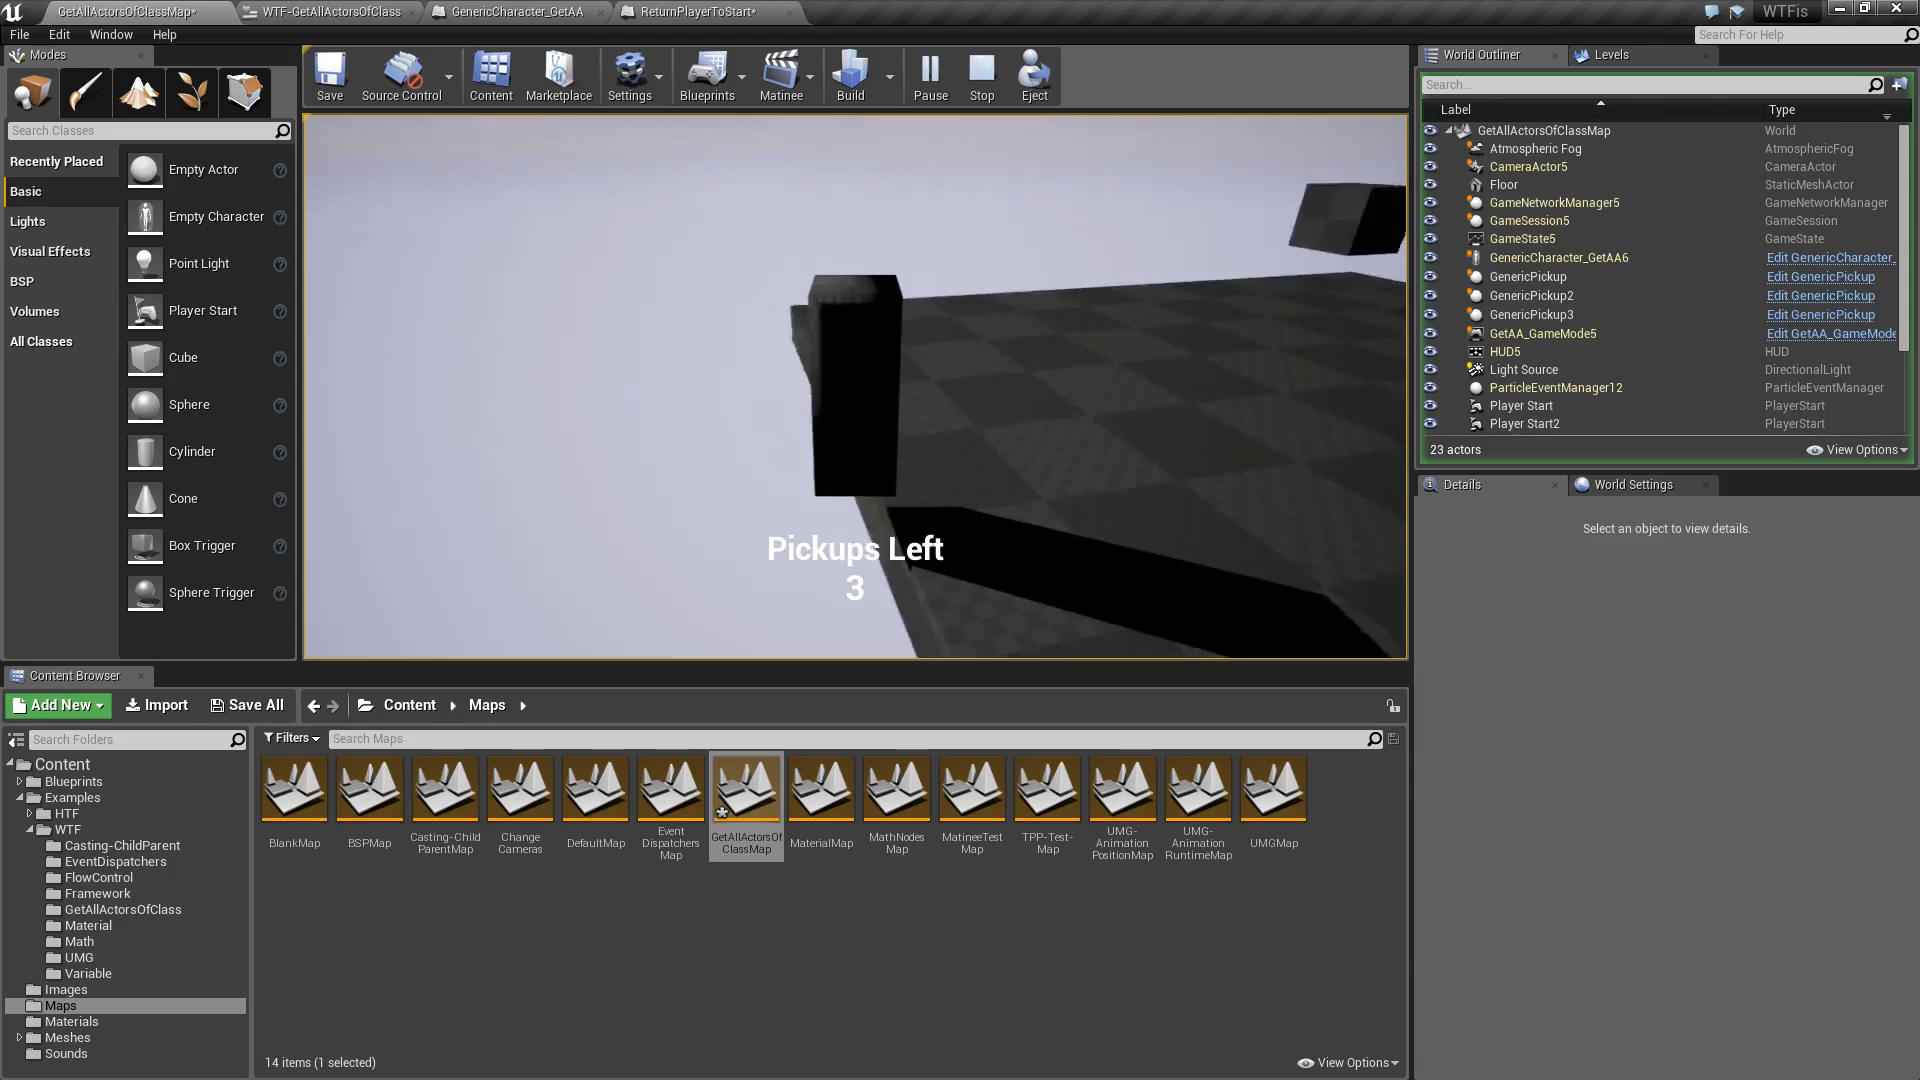 GetAllActorsOfClassMap*
WTF-GetAllActorsOfClass
GenericCharacter_GetAA
ReturnPlayerToStart*
WTFis
File
Edit
Window
Help
Search For Help
Modes
Save
Source Control
Content
Marketplace
Settings
Blueprints
Matinee
Build
Pause
Stop
Eject
Search Classes
Recently Placed
Basic
Lights
Visual Effects
BSP
Volumes
All Classes
Empty Actor
Empty Character
Point Light
Player Start
Cube
Sphere
Cylinder
Cone
Box Trigger
Sphere Trigger
Pickups Left
3
World Outliner
Levels
Search...
Label
Type
GetAllActorsOfClassMap World
Atmospheric Fog AtmosphericFog
CameraActor5 CameraActor
Floor StaticMeshActor
GameNetworkManager5 GameNetworkManager
GameSession5 GameSession
GameState5 GameState
GenericCharacter_GetAA6 Edit GenericCharacter_
GenericPickup Edit GenericPickup
GenericPickup2 Edit GenericPickup
GenericPickup3 Edit GenericPickup
GetAA_GameMode5 Edit GetAA_GameMode
HUD5 HUD
Light Source DirectionalLight
ParticleEventManager12 ParticleEventManager
Player Start PlayerStart
Player Start2 PlayerStart
23 actors
View Options
Details
World Settings
Select an object to view details.
Content Browser
Add New
Import
Save All
Content
Maps
Search Folders
Filters
Search Maps
Content
Blueprints
Examples
HTF
WTF
Casting-ChildParent
EventDispatchers
FlowControl
Framework
GetAllActorsOfClass
Material
Math
UMG
Variable
Images
Maps
Materials
Meshes
Sounds
BlankMap
BSPMap
Casting-Child
ParentMap
Change
Cameras
DefaultMap
Event
Dispatchers
Map
GetAllActorsOf
ClassMap
MaterialMap
MathNodes
Map
MatineeTest
Map
TPP-Test-
Map
UMG-
Animation
PositionMap
UMG-
Animation
RuntimeMap
UMGMap
14 items (1 selected)
View Options